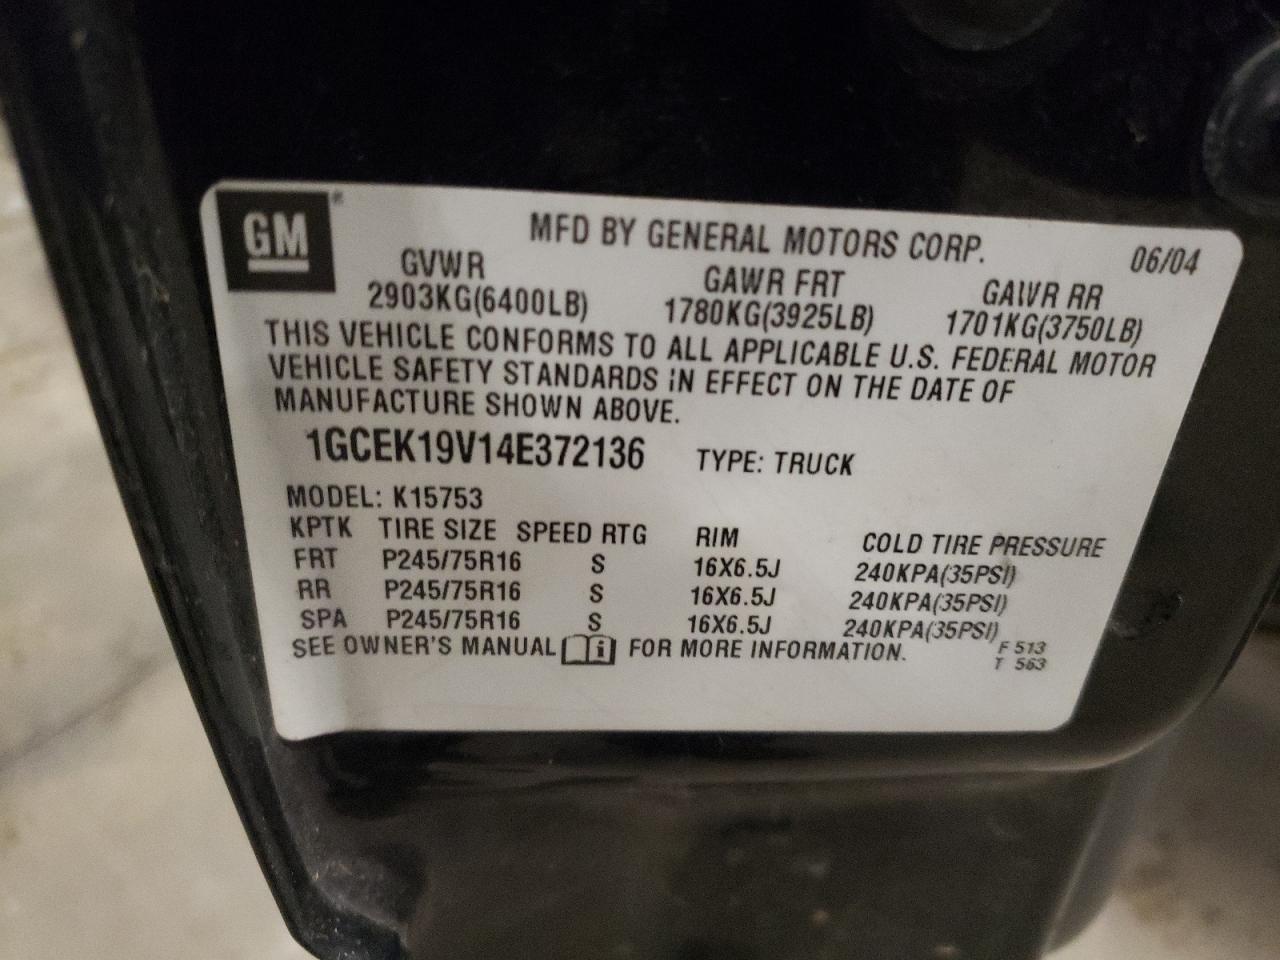 GM®
MFD BY GENERAL MOTORS CORP. 06/04
GVWR GAWR FRT GAWR RR
2903KG(6400LB) 1780KG(3925LB) 1701KG(3750LB)
THIS VEHICLE CONFORMS TO ALL APPLICABLE U.S. FEDERAL MOTOR
VEHICLE SAFETY STANDARDS IN EFFECT ON THE DATE OF
MANUFACTURE SHOWN ABOVE.
1GCEK19V14E372136 TYPE: TRUCK
MODEL: K15753
KPTK TIRE SIZE SPEED RTG RIM COLD TIRE PRESSURE
FRT P245/75R16 S 16X6.5J 240KPA(35PSI)
RR P245/75R16 S 16X6.5J 240KPA(35PSI)
SPA P245/75R16 S 16X6.5J 240KPA(35PSI)
SEE OWNER'S MANUAL i FOR MORE INFORMATION.
F 513
T 563